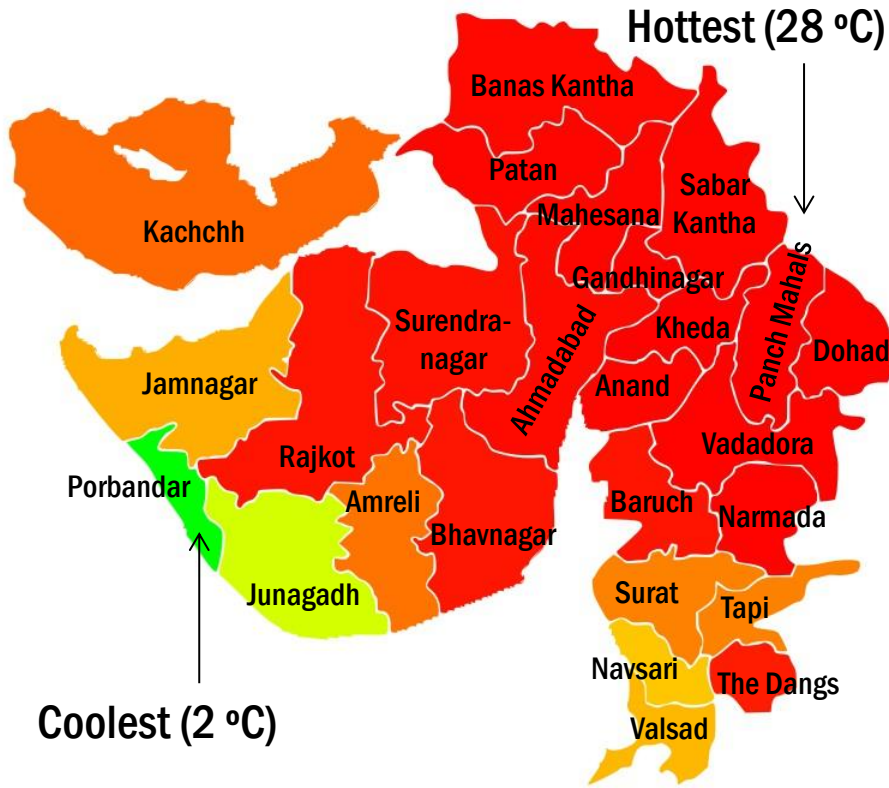 Hottest (28 ºC)
Banas Kantha
Patan
Sabar
Kantha
Mahesana
Kachchh
Gandhinagar
Panch Mahals
Surendra-
nagar
Kheda
Dohad
Ahmadabad
Jamnagar
Anand
Vadadora
Rajkot
Porbandar
Amreli
Baruch
Narmada
Bhavnagar
Junagadh
Surat
Tapi
Navsari
The Dangs
Coolest (2 ºC)
Valsad